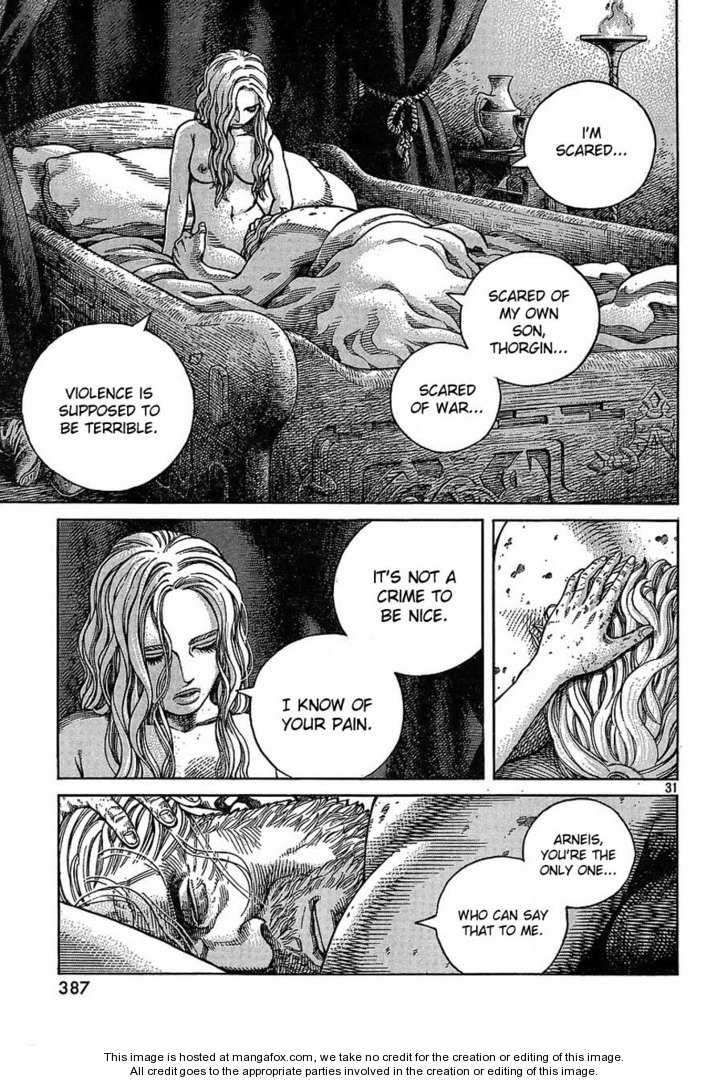 I'M
SCARED...
SCARED OF
MY OWN
SON,
THORGIN...
SCARED
OF WAR...
VIOLENCE IS
SUPPOSED TO
BE TERRIBLE.
IT'S NOT A
CRIME TO
BE NICE.
I KNOW OF
YOUR PAIN.
31
ARNEIS,
YOU'RE THE
ONLY ONE...
WHO CAN SAY
THAT TO ME.
387
This image is hosted at mangafox.com, we take no credit for the creation or editing of this image.
All credit goes to the appropriate parties involved in the creation or editing of this image.